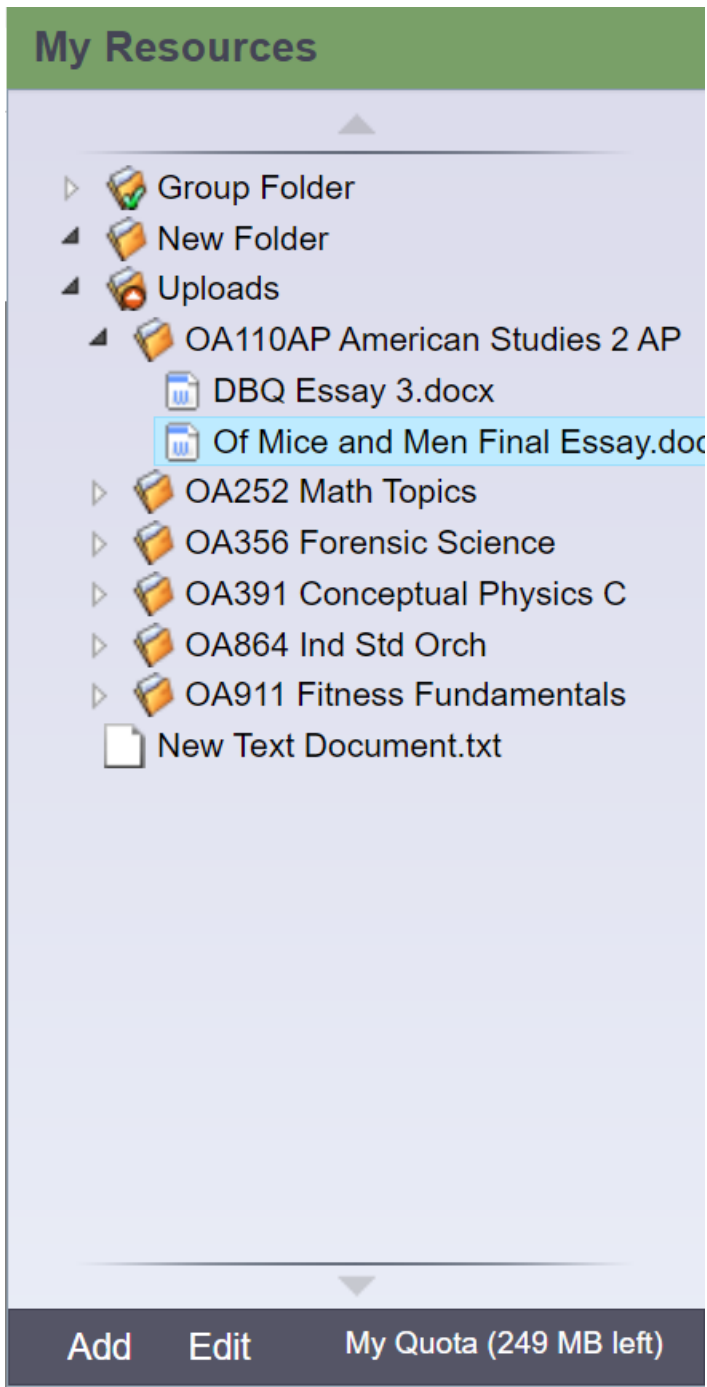 My Resources
Group Folder
New Folder
Uploads
OA110AP American Studies 2 AP
DBQ Essay 3.docx
Of Mice and Men Final Essay.doc
OA252 Math Topics
OA356 Forensic Science
OA391 Conceptual Physics C
OA864 Ind Std Orch
OA911 Fitness Fundamentals
New Text Document.txt
Add Edit My Quota (249 MB left)